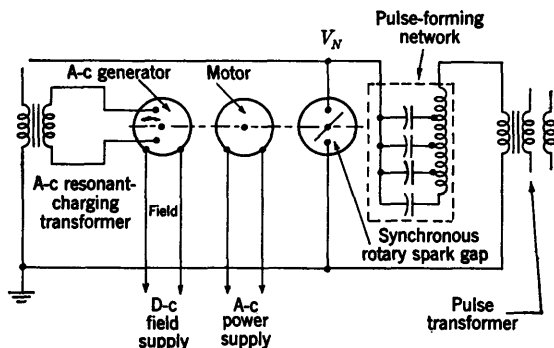 Pulse-forming
network
V_N
A-c generator
Motor
A-c resonant-
charging
transformer
Field
Synchronous
rotary spark gap
D-c
field
supply
A-c
power
supply
Pulse
transformer